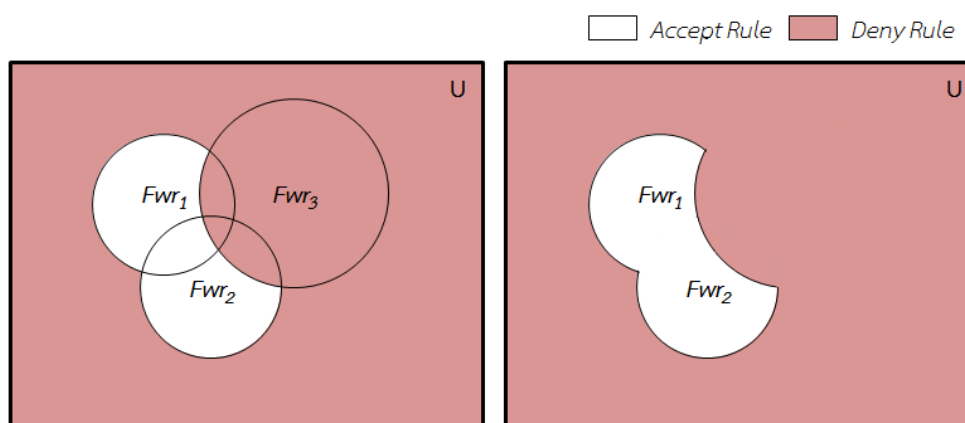 Accept Rule Deny Rule
U
Fwr₁ Fwr₃
Fwr₂
U
Fwr₁
Fwr₂